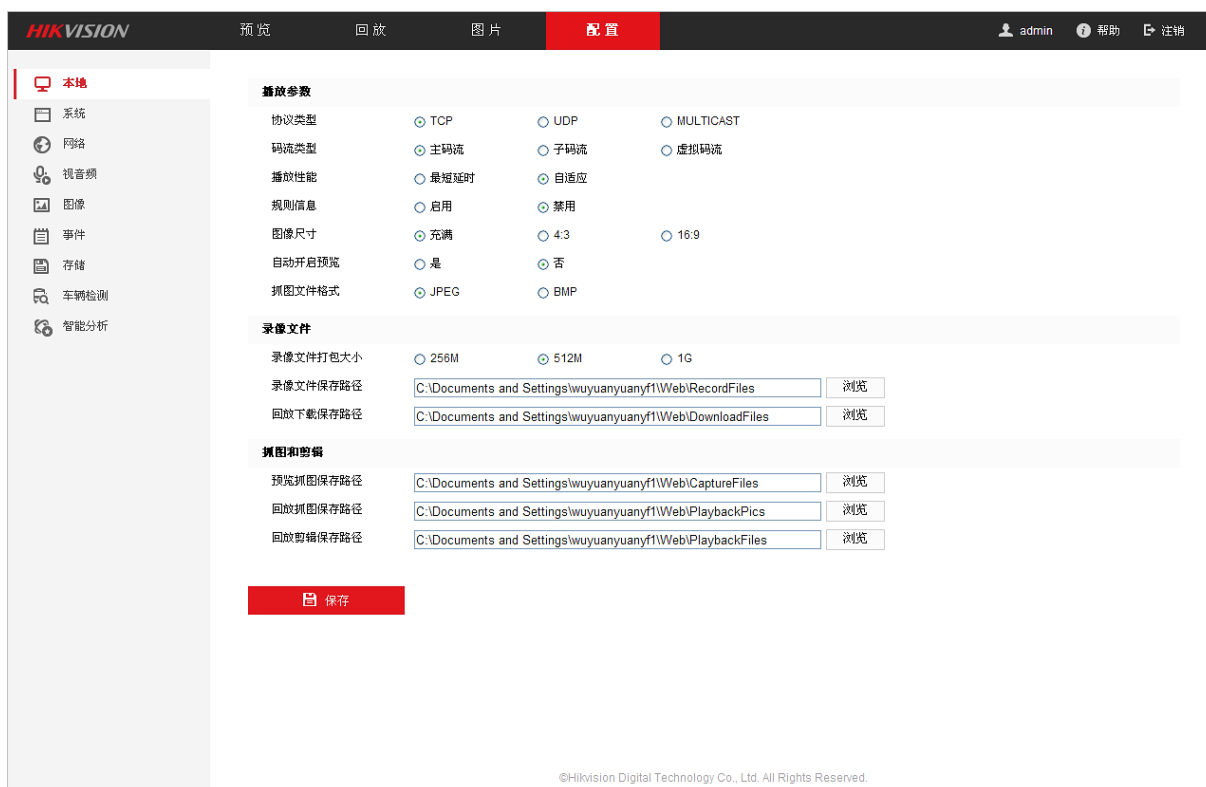 HIKVISION 预览 回放 图片 配置 admin 帮助 注销
本地
系统
网络
视音频
图像
事件
存储
车辆检测
智能分析
播放参数
协议类型 TCP UDP MULTICAST
码流类型 主码流 子码流 虚拟码流
播放性能 最短延时 自适应
规则信息 启用 禁用
图像尺寸 充满 4:3 16:9
自动开启预览 是 否
抓图文件格式 JPEG BMP
录像文件
录像文件打包大小 256M 512M 1G
录像文件保存路径 C:\Documents and Settings\wuyuanyuanyf1\Web\RecordFiles 浏览
回放下载保存路径 C:\Documents and Settings\wuyuanyuanyf1\Web\DownloadFiles 浏览
抓图和剪辑
预览抓图保存路径 C:\Documents and Settings\wuyuanyuanyf1\Web\CaptureFiles 浏览
回放抓图保存路径 C:\Documents and Settings\wuyuanyuanyf1\Web\PlaybackPics 浏览
回放剪辑保存路径 C:\Documents and Settings\wuyuanyuanyf1\Web\PlaybackFiles 浏览
保存
©Hikvision Digital Technology Co., Ltd. All Rights Reserved.